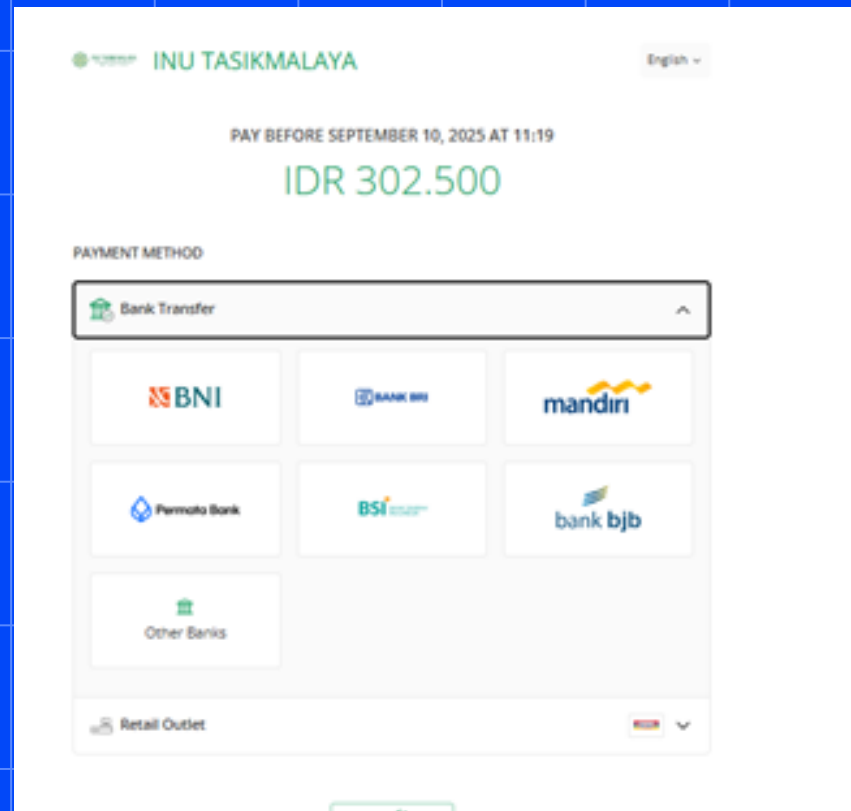 INU TASIKMALAYA
English
PAY BEFORE SEPTEMBER 10, 2025 AT 11:19
IDR 302.500
PAYMENT METHOD
Bank Transfer
BNI
BANK BRI
mandiri
Permata Bank
BSI
bank bjb
Other Banks
Retail Outlet